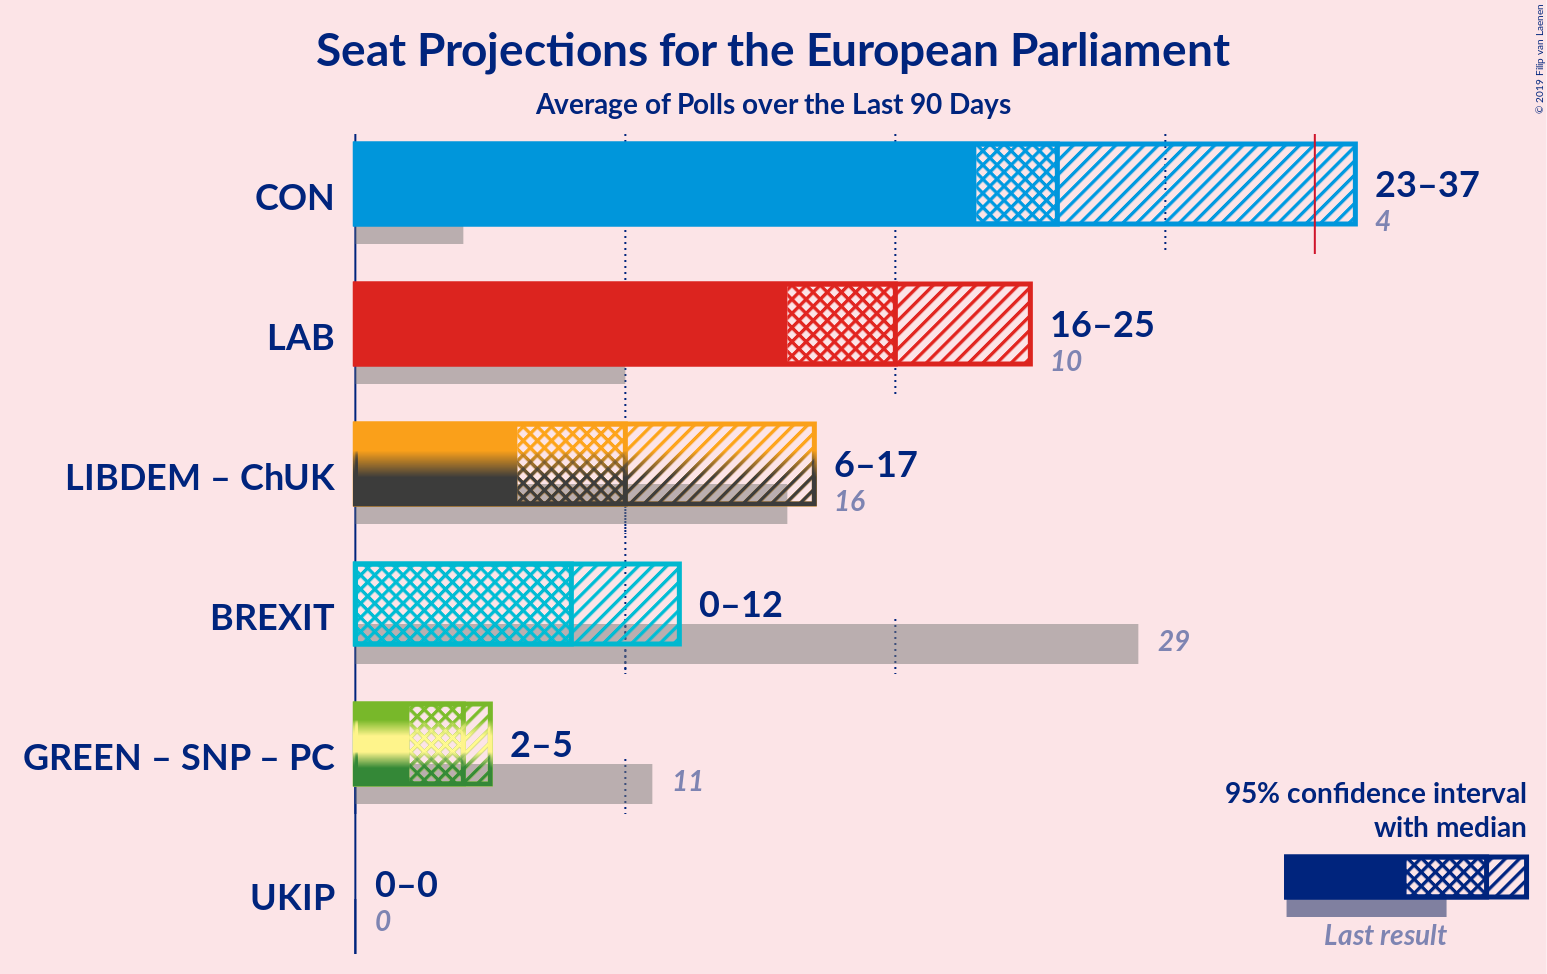 Seat Projections for the European Parliament
Average of Polls over the Last 90 Days
© 2019 Filip van Laenen
CON
23–37
4
LAB
16–25
10
LIBDEM – ChUK
6–17
16
BREXIT
0–12
29
GREEN – SNP – PC
2–5
11
UKIP
0–0
0
95% confidence interval
with median
Last result